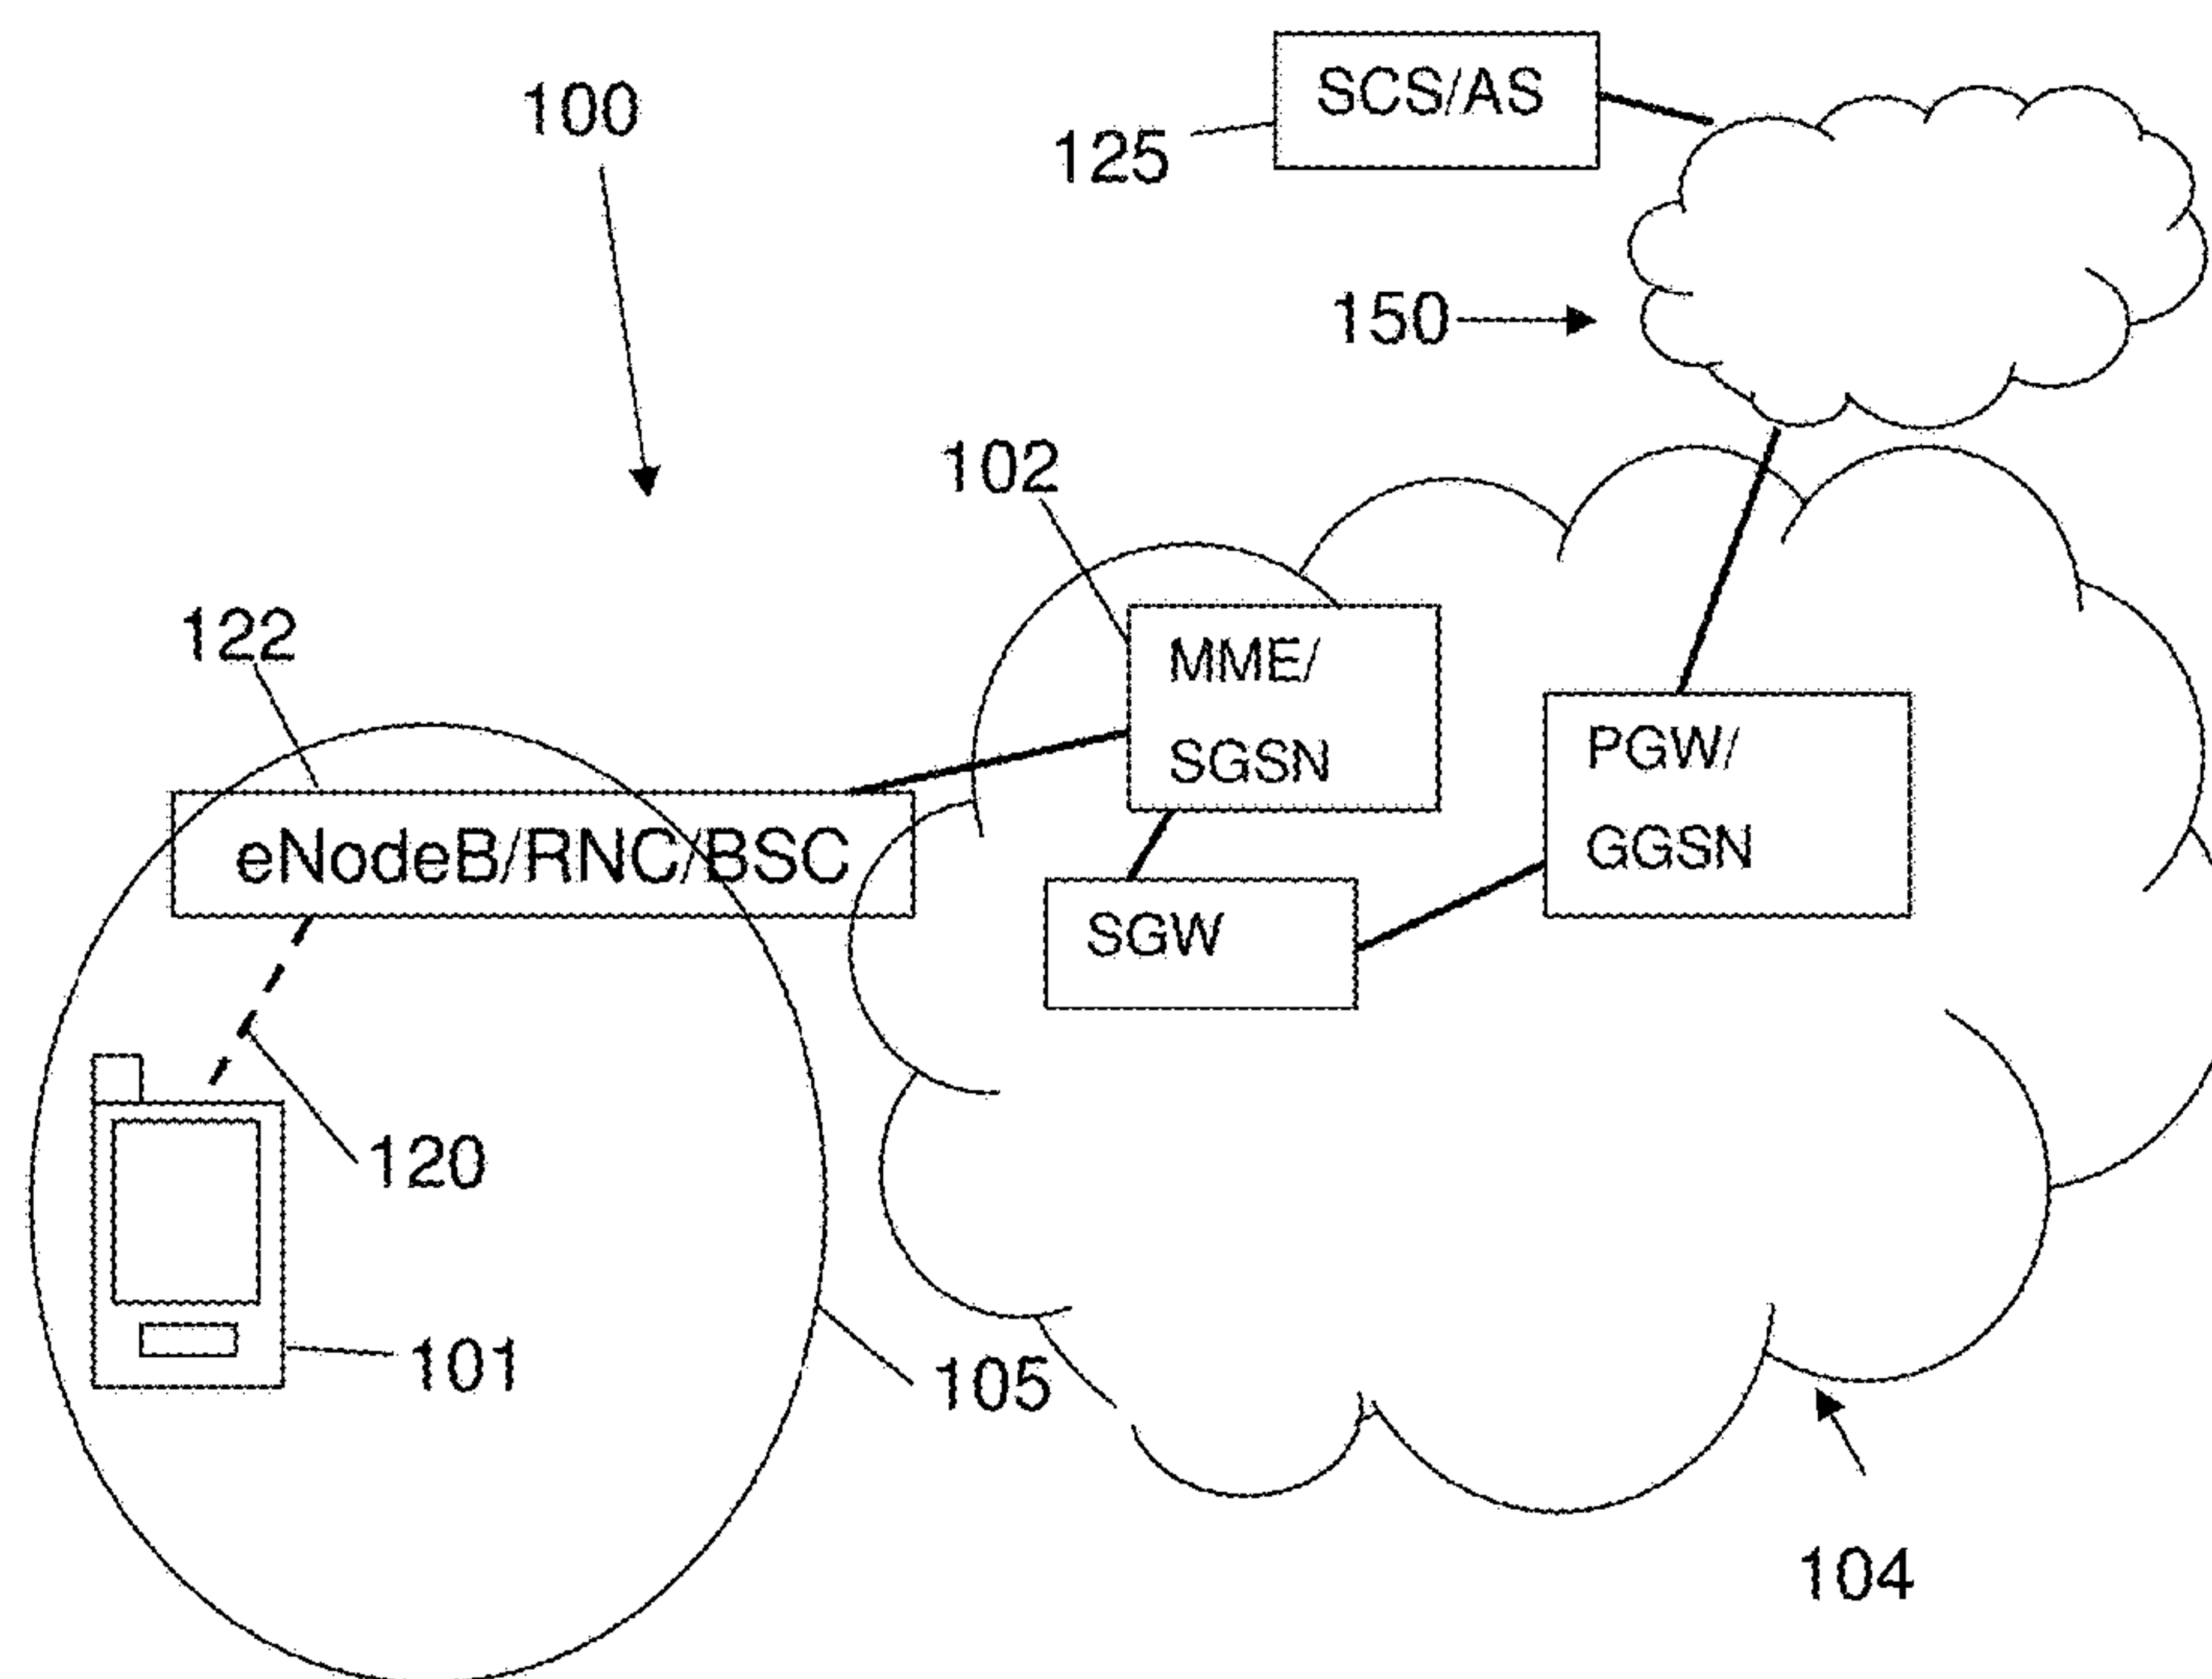 SCS/AS
100
125
150
102
MME/
SGSN
122
PGW/
GGSN
eNodeB/RNC/BSC
SGW
120
101
105
104